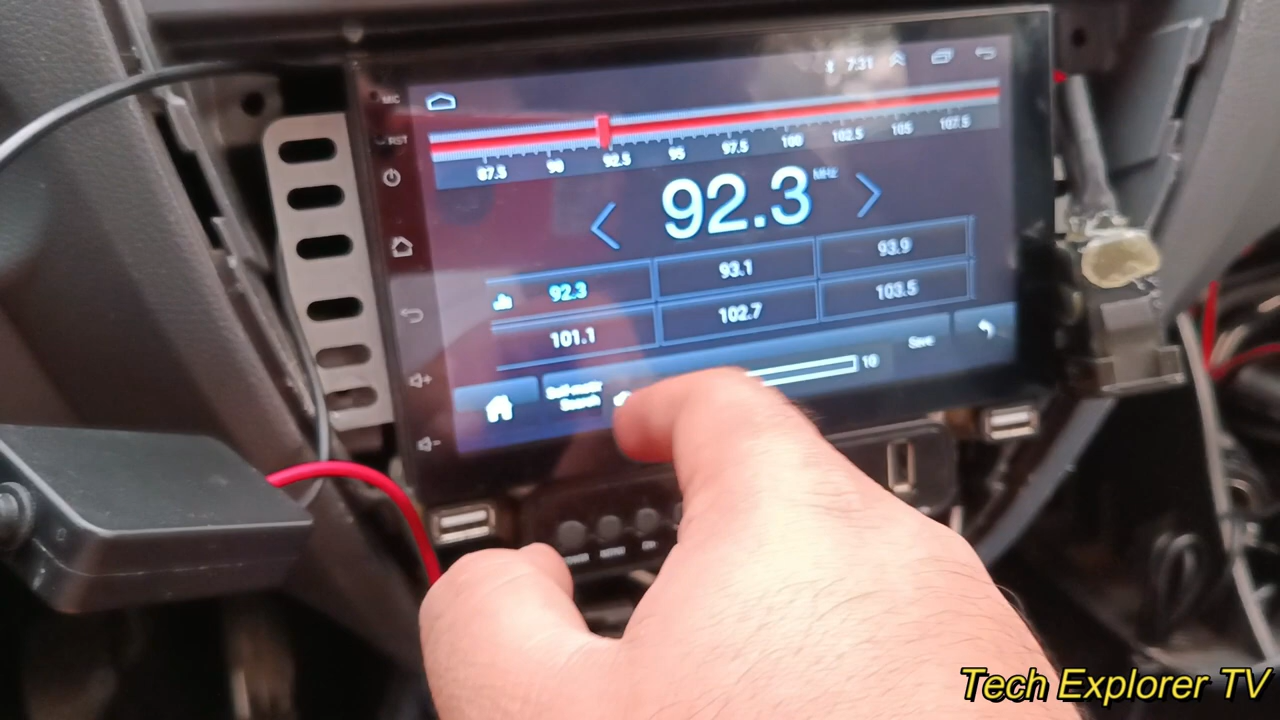 7:31
MIC
RST
87.5 90 92.5 95 97.5 100 102.5 105 107.5
92.3 MHz
92.3 93.1 93.9
101.1 102.7 103.5
Search
10
Save
Tech Explorer TV